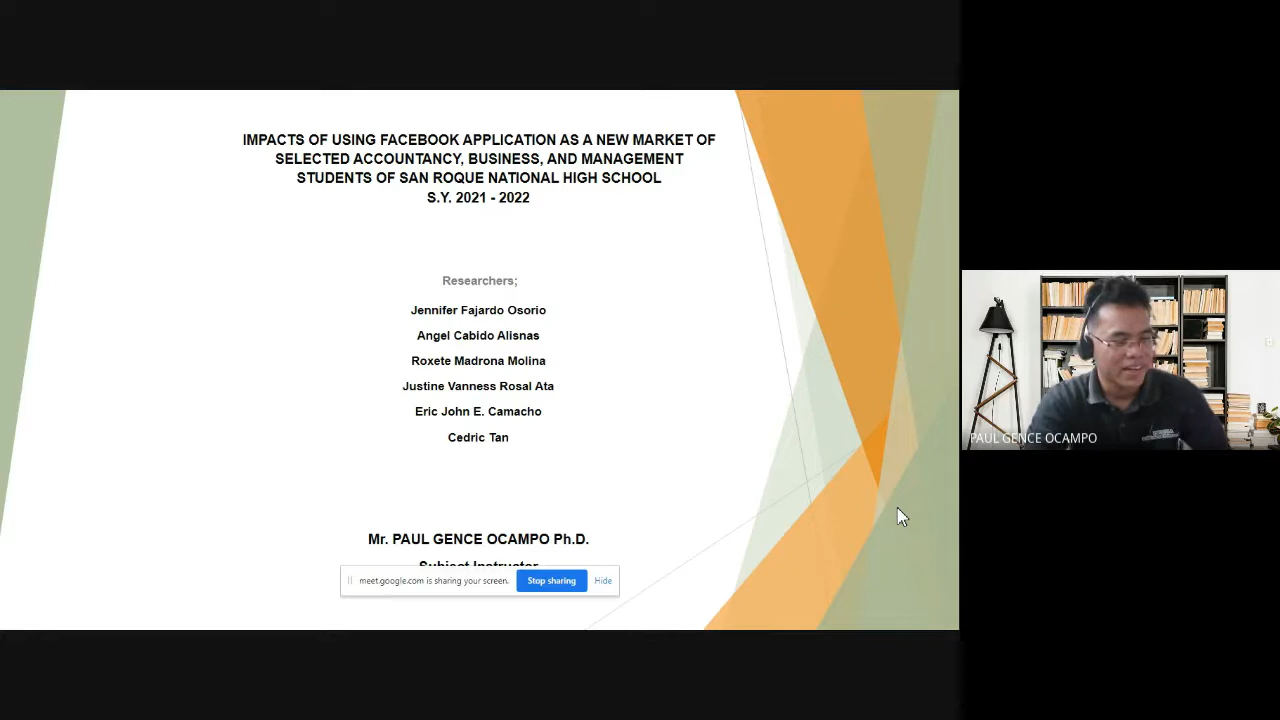 IMPACTS OF USING FACEBOOK APPLICATION AS A NEW MARKET OF
SELECTED ACCOUNTANCY, BUSINESS, AND MANAGEMENT
STUDENTS OF SAN ROQUE NATIONAL HIGH SCHOOL
S.Y. 2021 - 2022
Researchers;
Jennifer Fajardo Osorio
Angel Cabido Alisnas
Roxete Madrona Molina
Justine Vanness Rosal Ata
Eric John E. Camacho
Cedric Tan
Mr. PAUL GENCE OCAMPO Ph.D.
Subject Instructor
meet.google.com is sharing your screen.
Stop sharing
Hide
PAUL GENCE OCAMPO